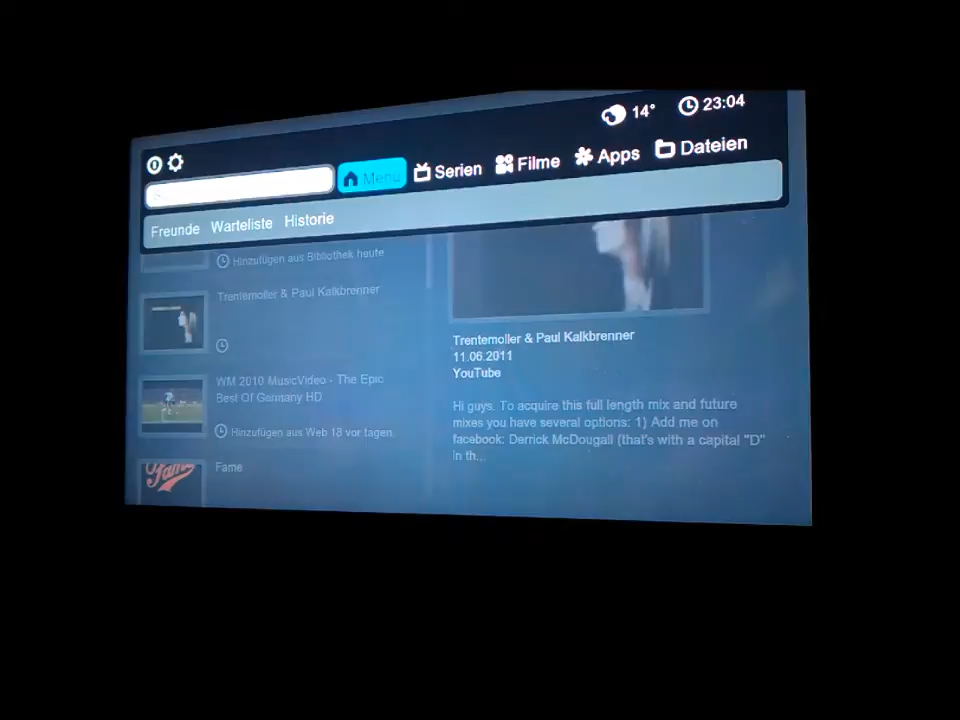 14° 23:04
Menü Serien Filme Apps Dateien
Freunde Warteliste Historie
Hinzufügen aus Bibliothek heute
Trentemoller & Paul Kalkbrenner
WM 2010 MusicVideo - The Epic
Best Of Germany HD
Hinzufügen aus Web 18 vor tagen
Fame
Fame
Trentemoller & Paul Kalkbrenner
11.06.2011
YouTube
Hi guys. To acquire this full length mix and future
mixes you have several options: 1) Add me on
facebook: Derrick McDougall (that's with a capital "D"
in th...